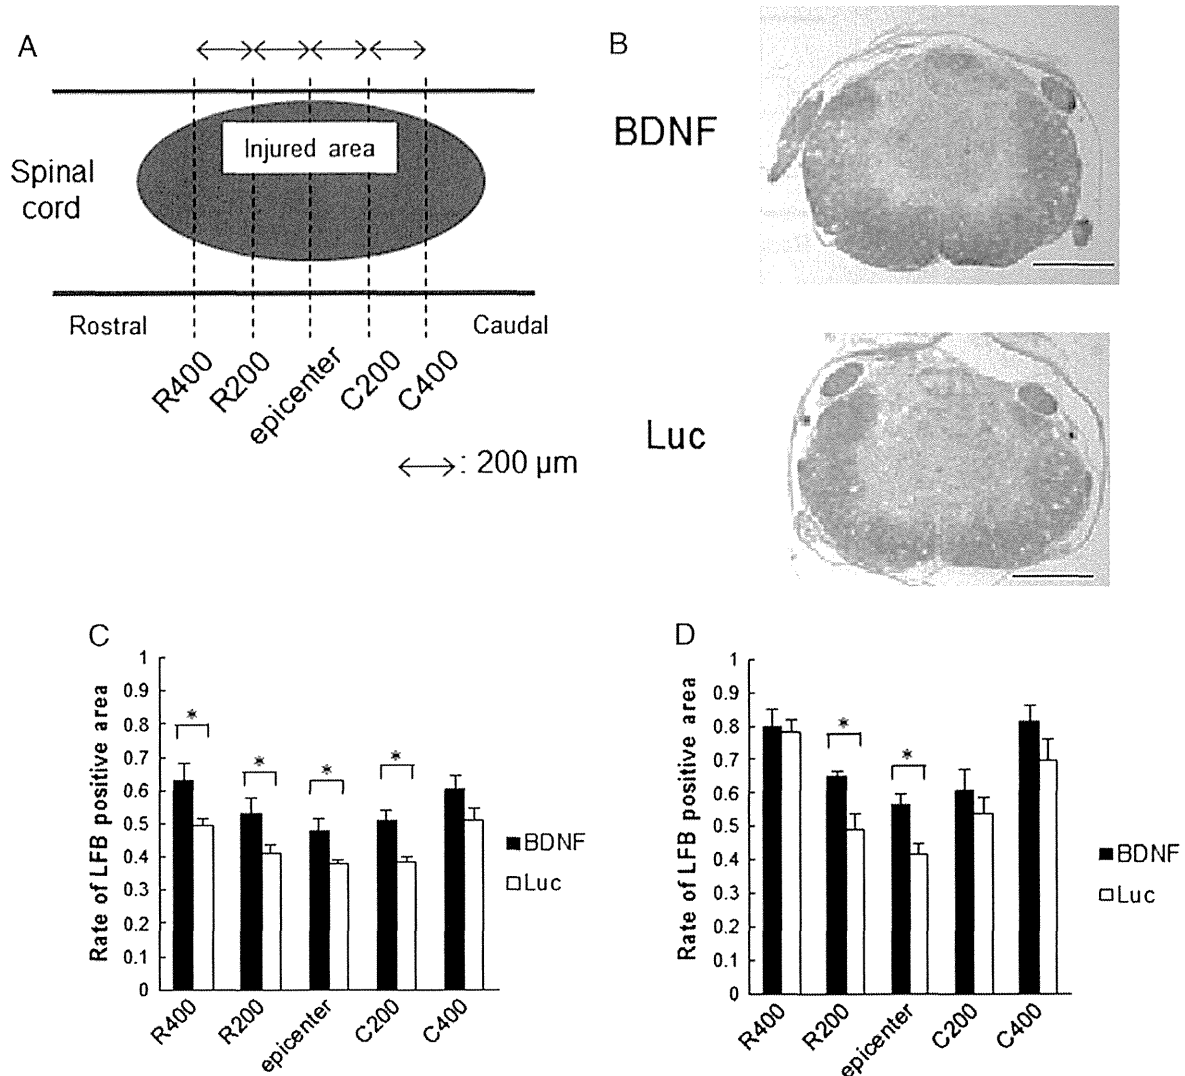 A
Injured area
Spinal
cord
Rostral
Caudal
R400
R200
epicenter
C200
C400
: 200 µm
B
BDNF
Luc
C
Rate of LFB positive area
1
0.9
0.8
0.7
0.6
0.5
0.4
0.3
0.2
0.1
0
*
*
*
*
R400
R200
epicenter
C200
C400
BDNF
Luc
D
Rate of LFB positive area
1
0.9
0.8
0.7
0.6
0.5
0.4
0.3
0.2
0.1
0
*
*
R400
R200
epicenter
C200
C400
BDNF
Luc